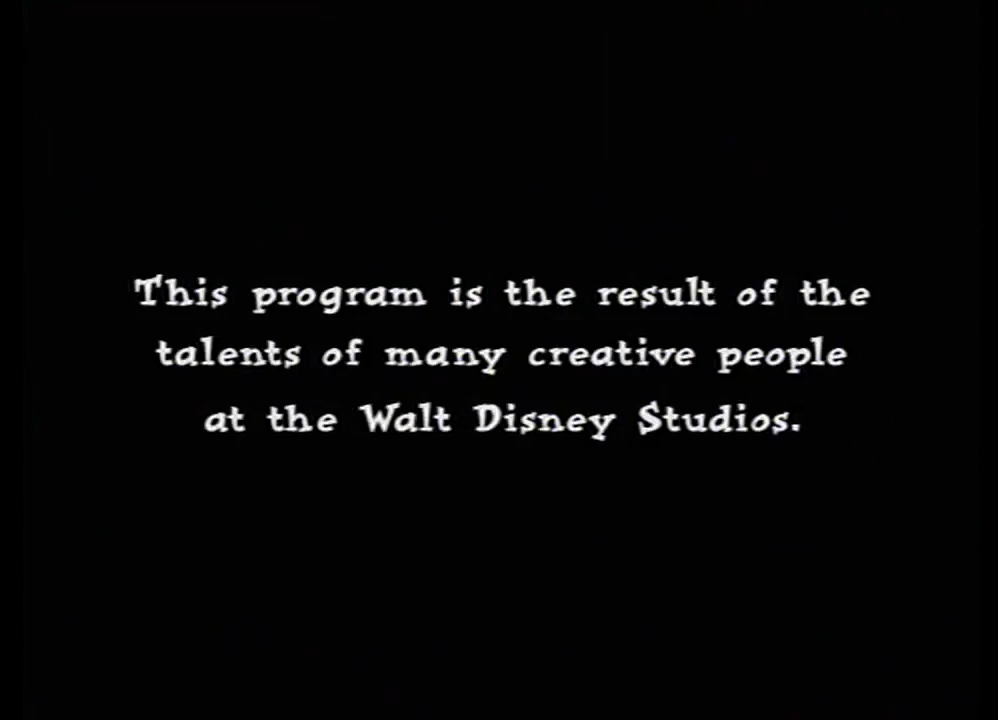 This program is the result of the
talents of many creative people
at the Walt Disney Studios.